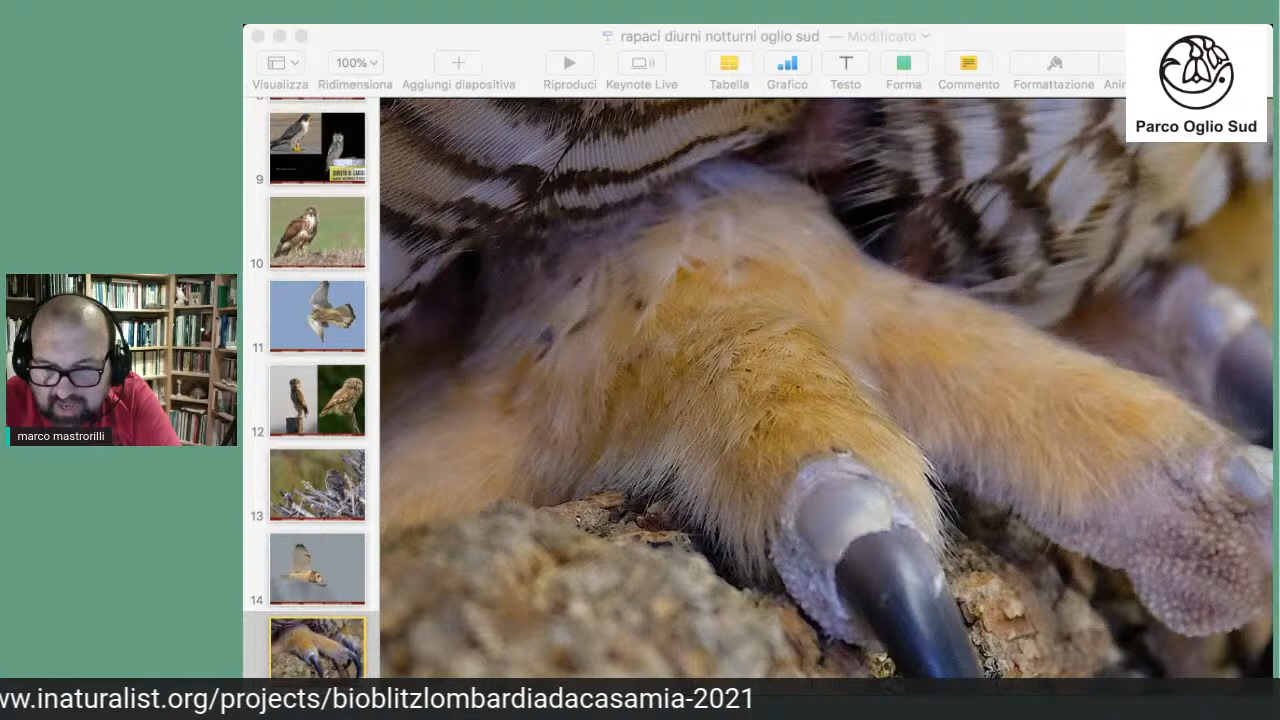 rapaci diurni notturni oglio sud — Modificato
100%
Visualizza Ridimensiona Aggiungi diapositiva Riproduci Keynote Live Tabella Grafico Testo Forma Commento Formattazione Anim
Parco Oglio Sud
9
10
11
12
13
14
marco mastrorilli
ww.inaturalist.org/projects/bioblitzlombardiadacasamia-2021